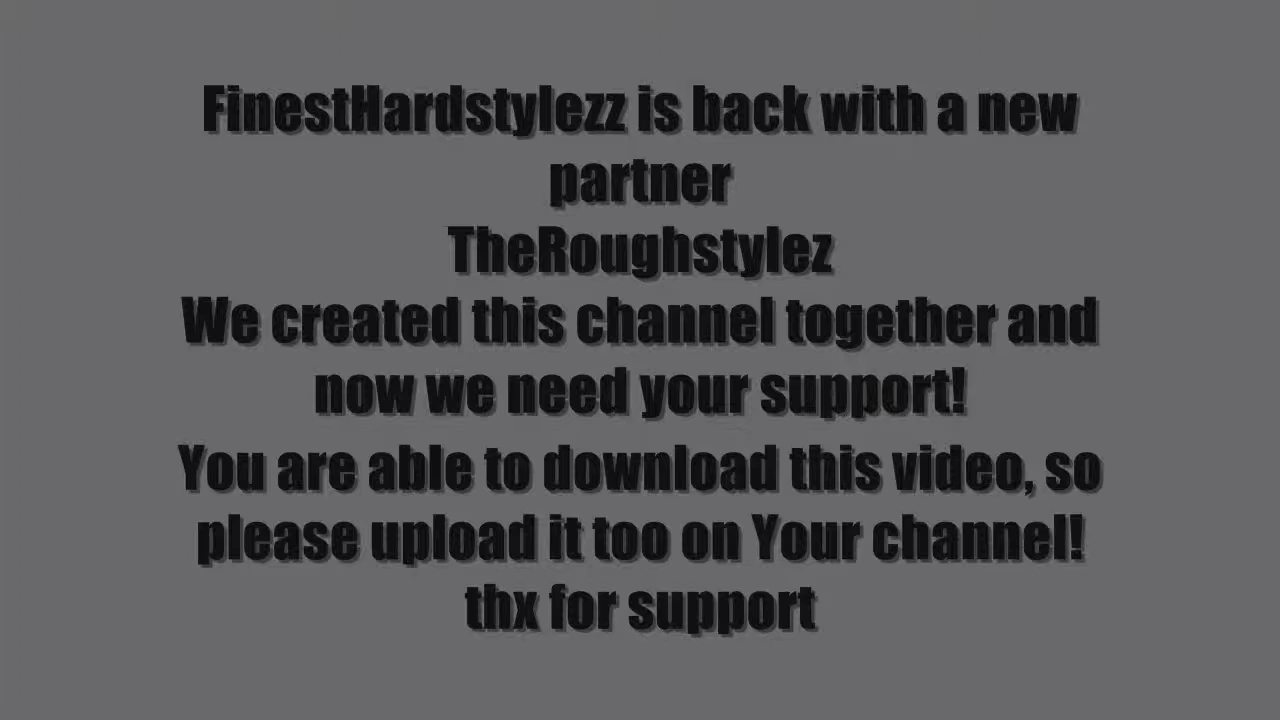 FinestHardstylezz is back with a new
partner
TheRoughstylez
We created this channel together and
now we need your support!
You are able to download this video, so
please upload it too on Your channel!
thx for support